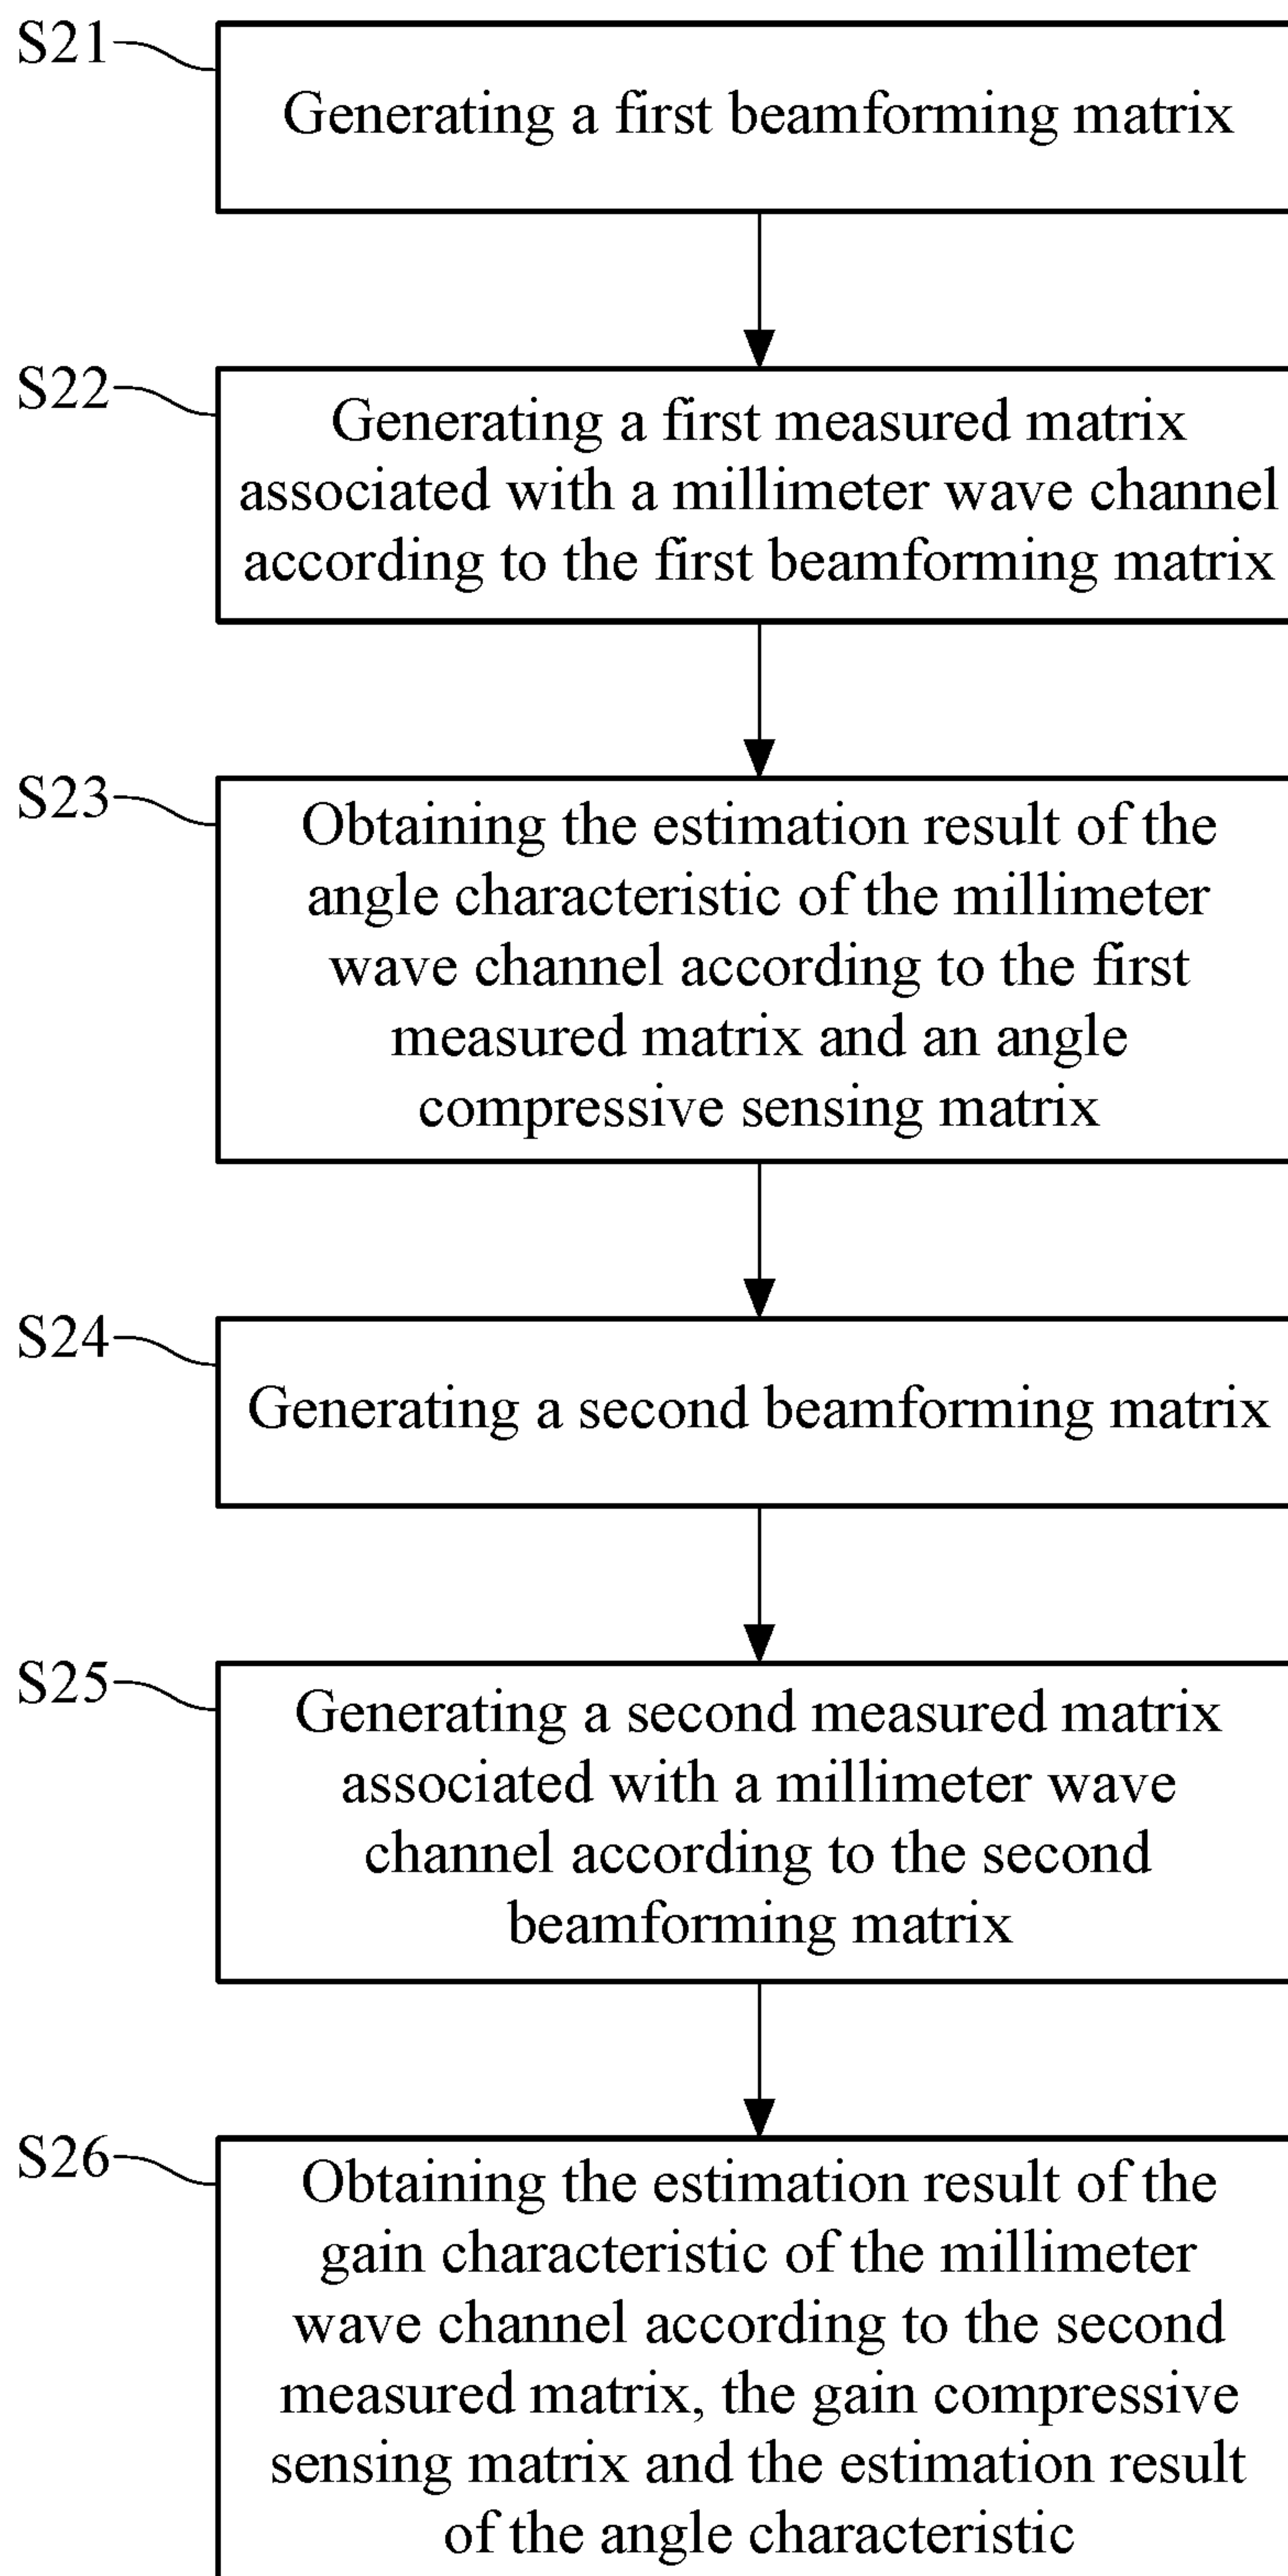 S21
Generating a first beamforming matrix
S22
Generating a first measured matrix
associated with a millimeter wave channel
according to the first beamforming matrix
S23
Obtaining the estimation result of the
angle characteristic of the millimeter
wave channel according to the first
measured matrix and an angle
compressive sensing matrix
S24
Generating a second beamforming matrix
S25
Generating a second measured matrix
associated with a millimeter wave
channel according to the second
beamforming matrix
S26
Obtaining the estimation result of the
gain characteristic of the millimeter
wave channel according to the second
measured matrix, the gain compressive
sensing matrix and the estimation result
of the angle characteristic